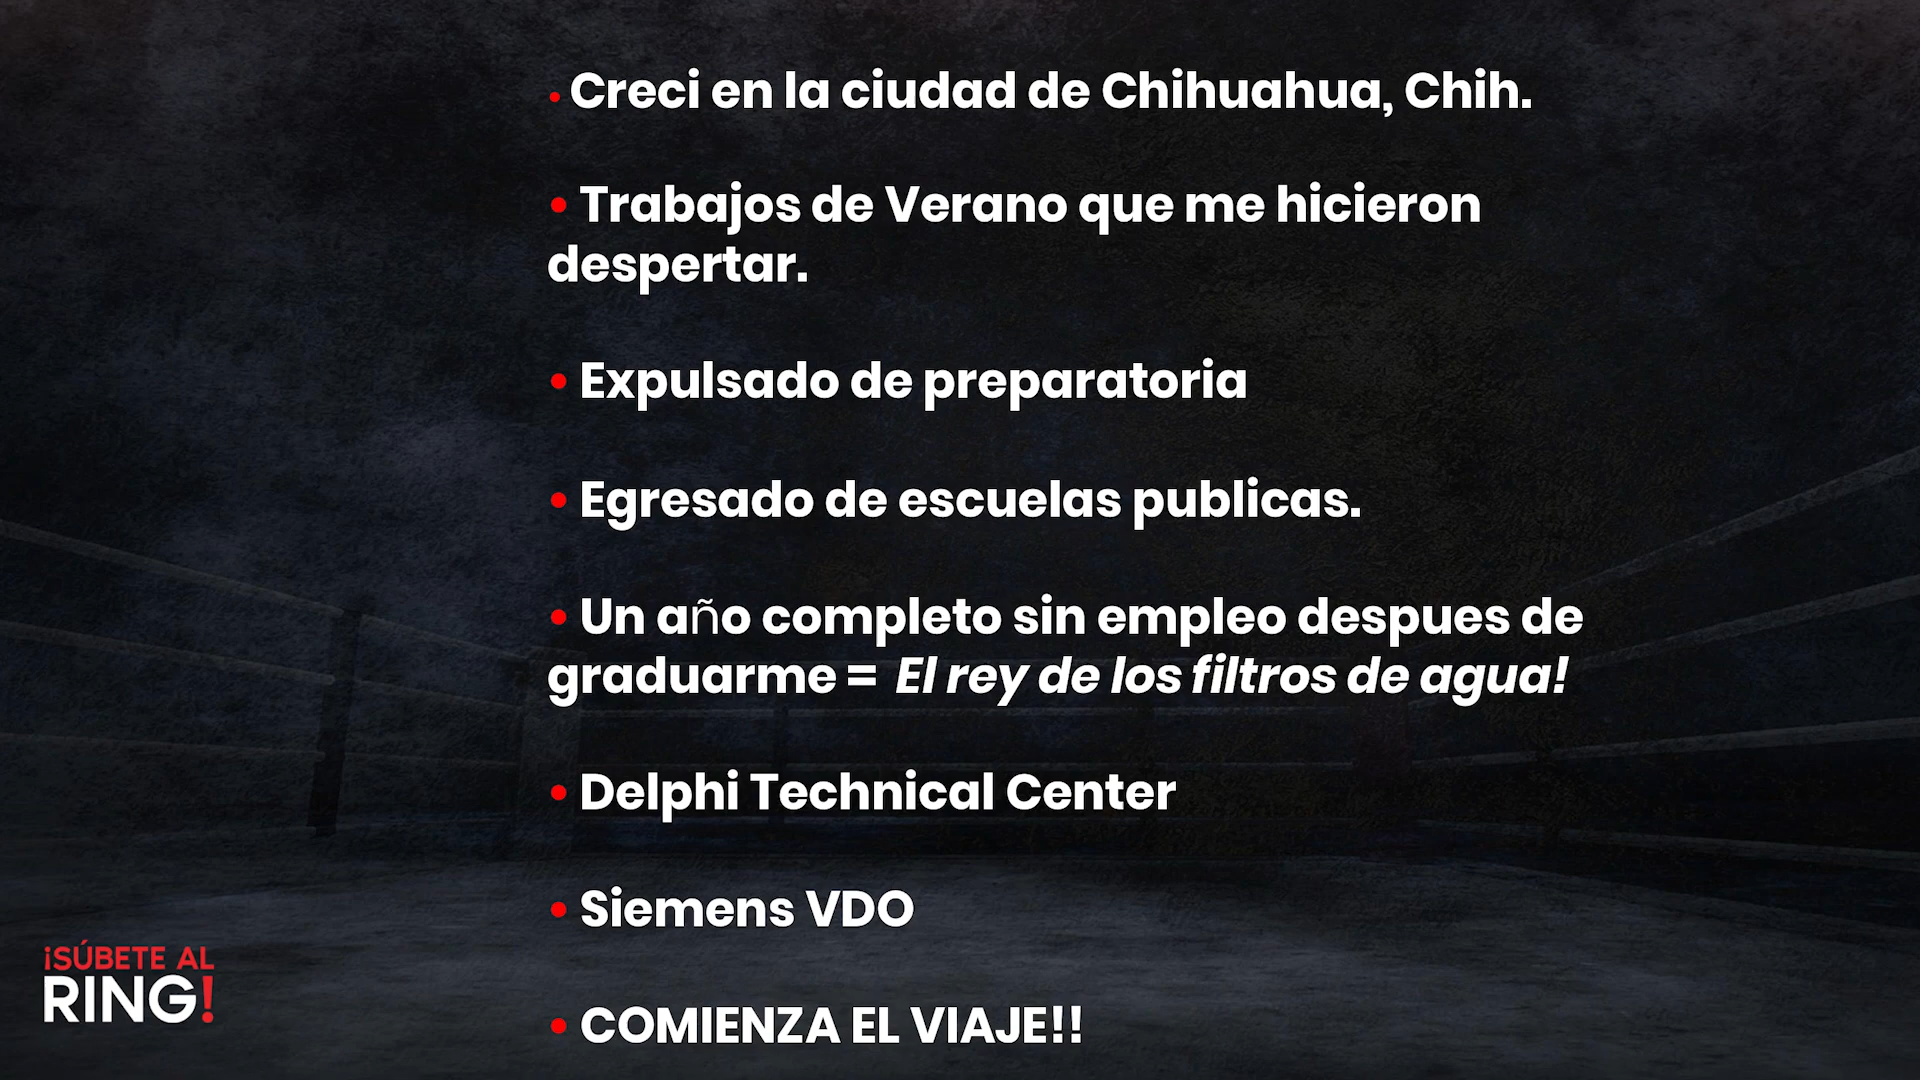 • Creci en la ciudad de Chihuahua, Chih.
• Trabajos de Verano que me hicieron
despertar.
• Expulsado de preparatoria
• Egresado de escuelas publicas.
• Un año completo sin empleo despues de
graduarme = El rey de los filtros de agua!
• Delphi Technical Center
• Siemens VDO
• COMIENZA EL VIAJE!!
¡SÚBETE AL
RING!